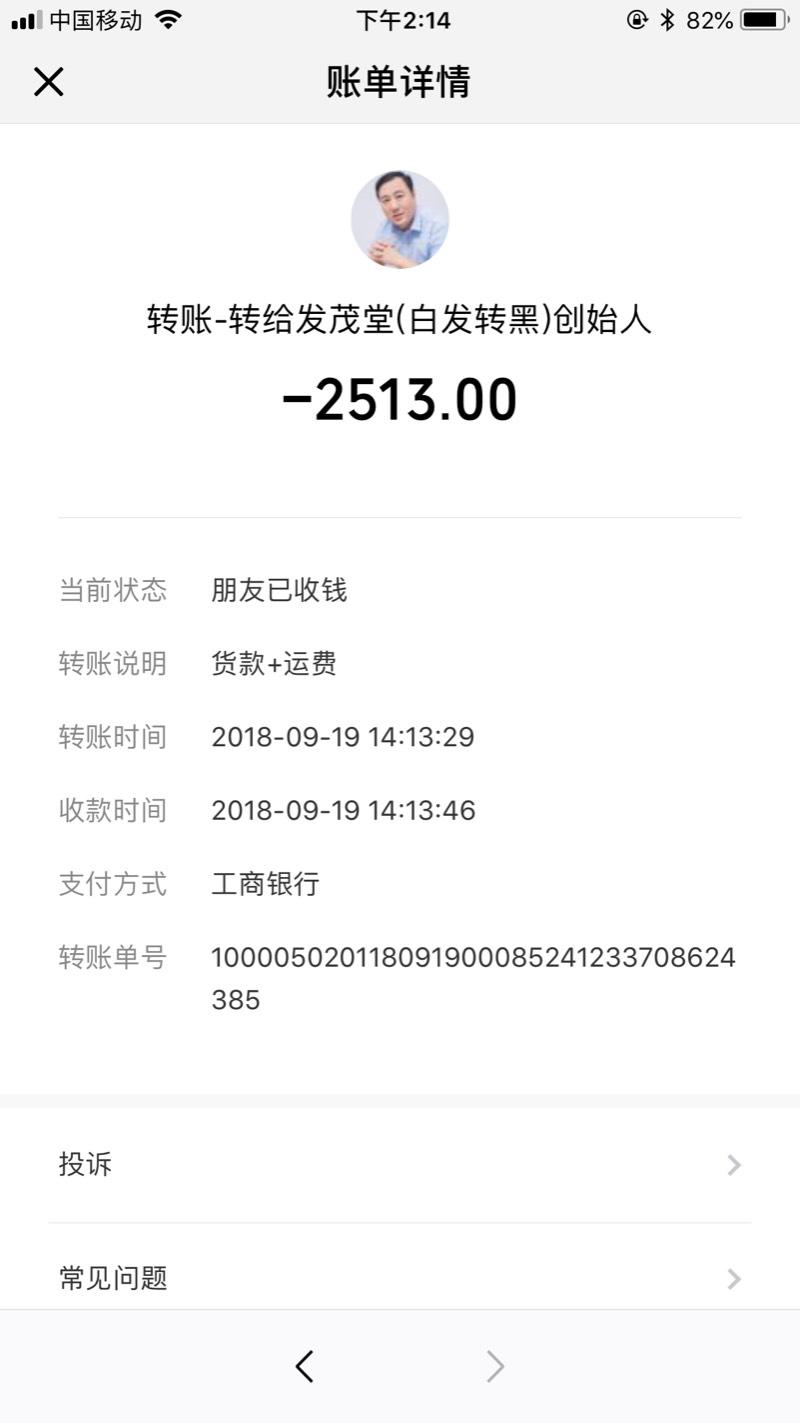 中国移动 下午2:14 82%
账单详情
转账-转给发茂堂(白发转黑)创始人
-2513.00
当前状态 朋友已收钱
转账说明 货款+运费
转账时间 2018-09-19 14:13:29
收款时间 2018-09-19 14:13:46
支付方式 工商银行
转账单号 100005020118091900085241233708624
385
投诉
常见问题